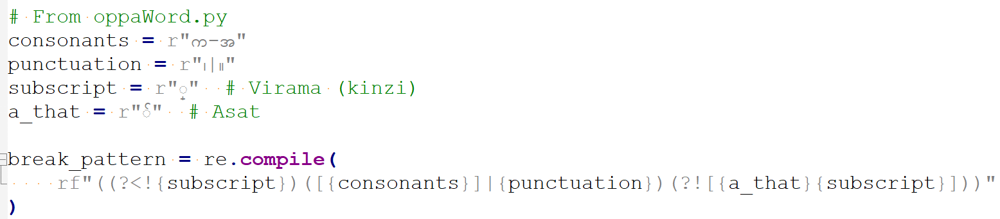 # From oppaWord.py
consonants = r"က-အ"
punctuation = r"၊|။"
subscript = r"္"  # Virama (kinzi)
a_that = r"်"  # Asat
break_pattern = re.compile(
    rf"((?<!{subscript})([{consonants}]|{punctuation})(?![{a_that}{subscript}]))"
)